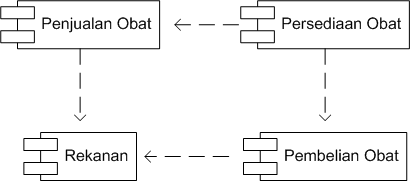 Penjualan Obat
Persediaan Obat
Rekanan
Pembelian Obat